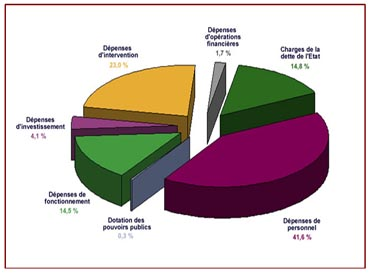 Dépenses
d'intervention
23,0 %
Dépenses
d'opérations
financières
1,7 %
Charges de la
dette de l'Etat
14,8 %
Dépenses
d'investissement
4,1 %
Dépenses de
fonctionnement
14,5 %
Dotation des
pouvoirs publics
0,3 %
Dépenses de
personnel
41,6 %